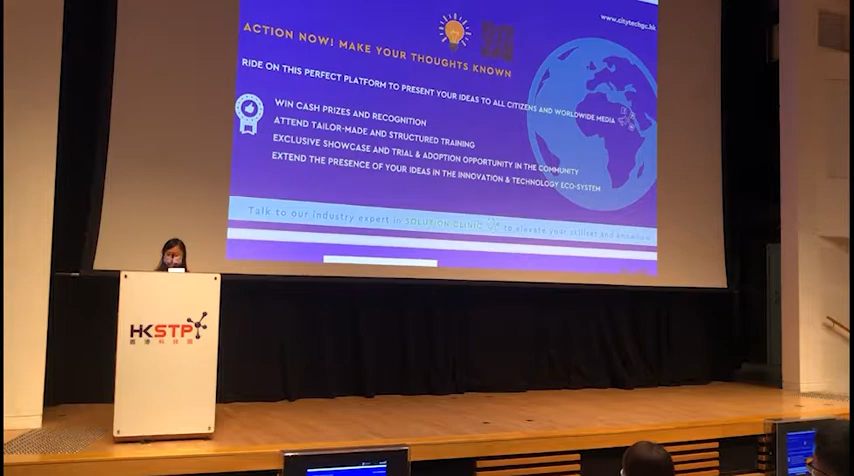 www.citytechgc.hk
ACTION NOW! MAKE YOUR THOUGHTS KNOWN
RIDE ON THIS PERFECT PLATFORM TO PRESENT YOUR IDEAS TO ALL CITIZENS AND WORLDWIDE MEDIA
WIN CASH PRIZES AND RECOGNITION
ATTEND TAILOR-MADE AND STRUCTURED TRAINING
EXCLUSIVE SHOWCASE AND TRIAL & ADOPTION OPPORTUNITY IN THE COMMUNITY
EXTEND THE PRESENCE OF YOUR IDEAS IN THE INNOVATION & TECHNOLOGY ECO-SYSTEM
Talk to our industry expert in SOLUTION CLINIC to elevate your skillset and knowhow
HKSTP
香港科技園